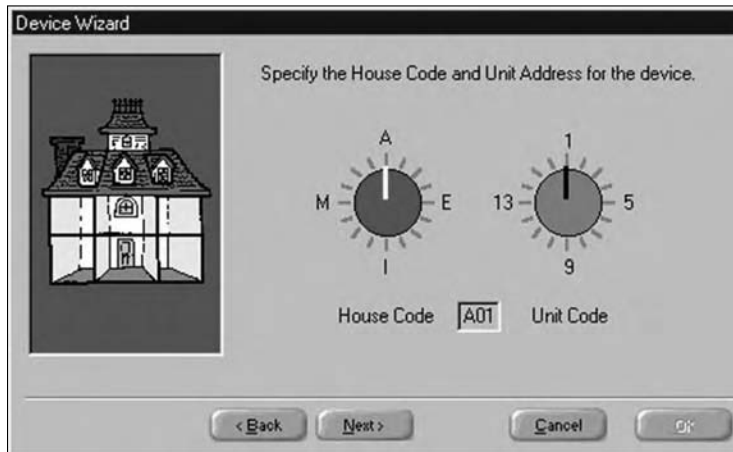 Device Wizard
Specify the House Code and Unit Address for the device.
A
1
M
E
13
5
I
9
House Code
A01
Unit Code
< Back
Next >
Cancel
OK